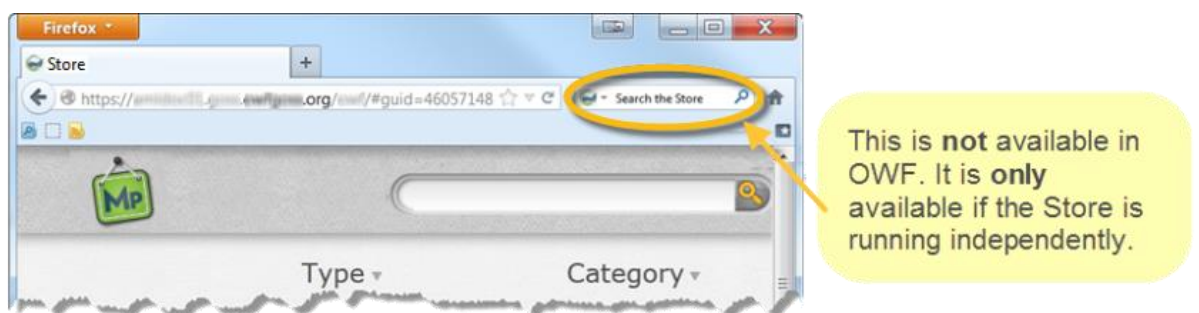 Firefox
Store
https:// .org/ /#guid=46057148
Search the Store
MP
Type
Category
This is not available in
OWF. It is only
available if the Store is
running independently.